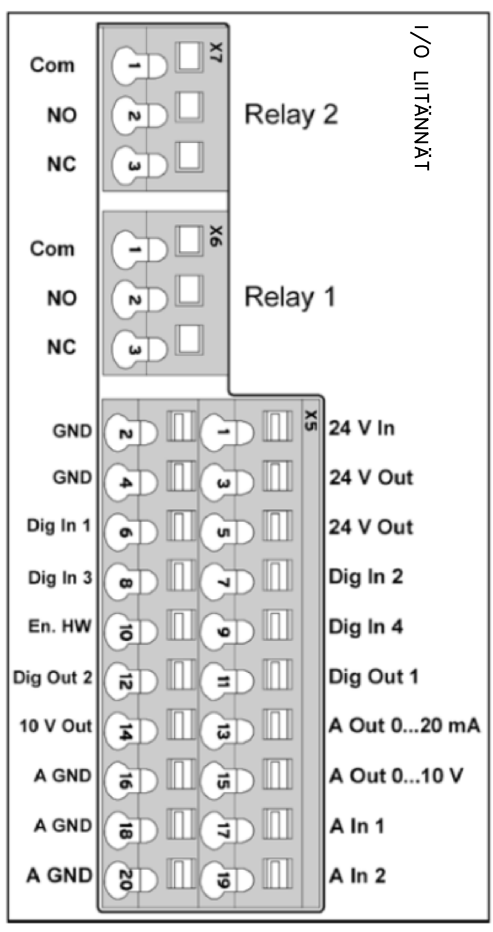 I/O LIITÄNNÄT
X7
Com 1
NO 2 Relay 2
NC 3
X6
Com 1
NO 2 Relay 1
NC 3
X5
GND 2 1 24 V In
GND 4 3 24 V Out
Dig In 1 6 5 24 V Out
Dig In 3 8 7 Dig In 2
En. HW 10 9 Dig In 4
Dig Out 2 12 11 Dig Out 1
10 V Out 14 13 A Out 0...20 mA
A GND 16 15 A Out 0...10 V
A GND 18 17 A In 1
A GND 20 19 A In 2